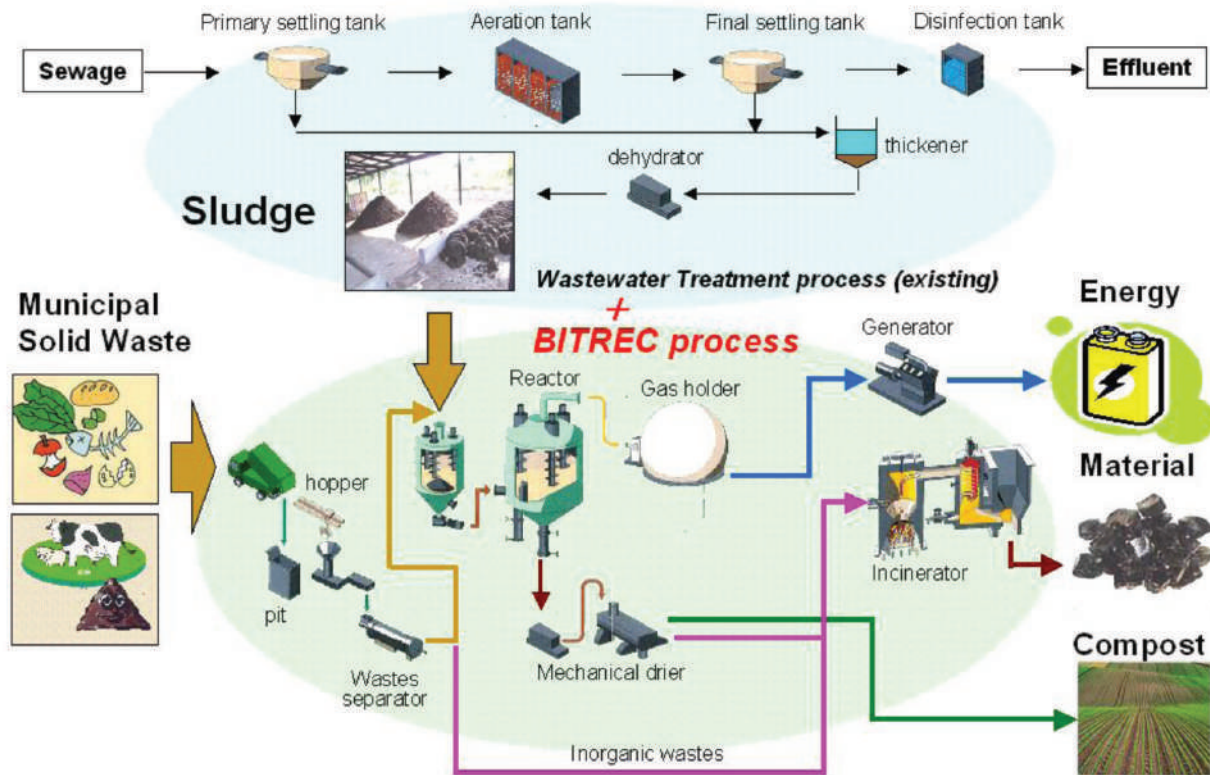 Primary settling tank
Aeration tank
Final settling tank
Disinfection tank
Sewage
Effluent
thickener
dehydrator
Sludge
Wastewater Treatment process (existing)
+
BITREC process
Municipal
Solid Waste
Energy
Generator
Reactor
Gas holder
hopper
Material
pit
Incinerator
Wastes
separator
Mechanical drier
Compost
Inorganic wastes